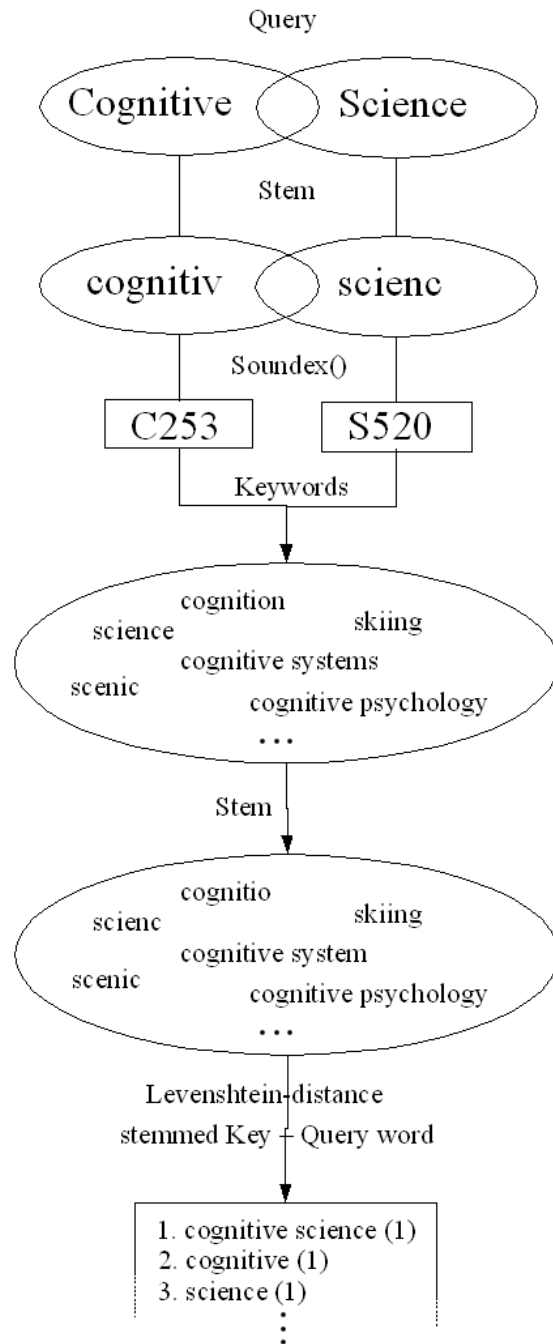 Query
Cognitive Science
Stem
cognitiv scienc
Soundex()
C253 S520
Keywords
cognition
science skiing
cognitive systems
scenic
cognitive psychology
...
Stem
cognitio
scienc skiing
cognitive system
scenic
cognitive psychology
...
Levenshtein-distance
stemmed Key – Query word
1. cognitive science (1)
2. cognitive (1)
3. science (1)